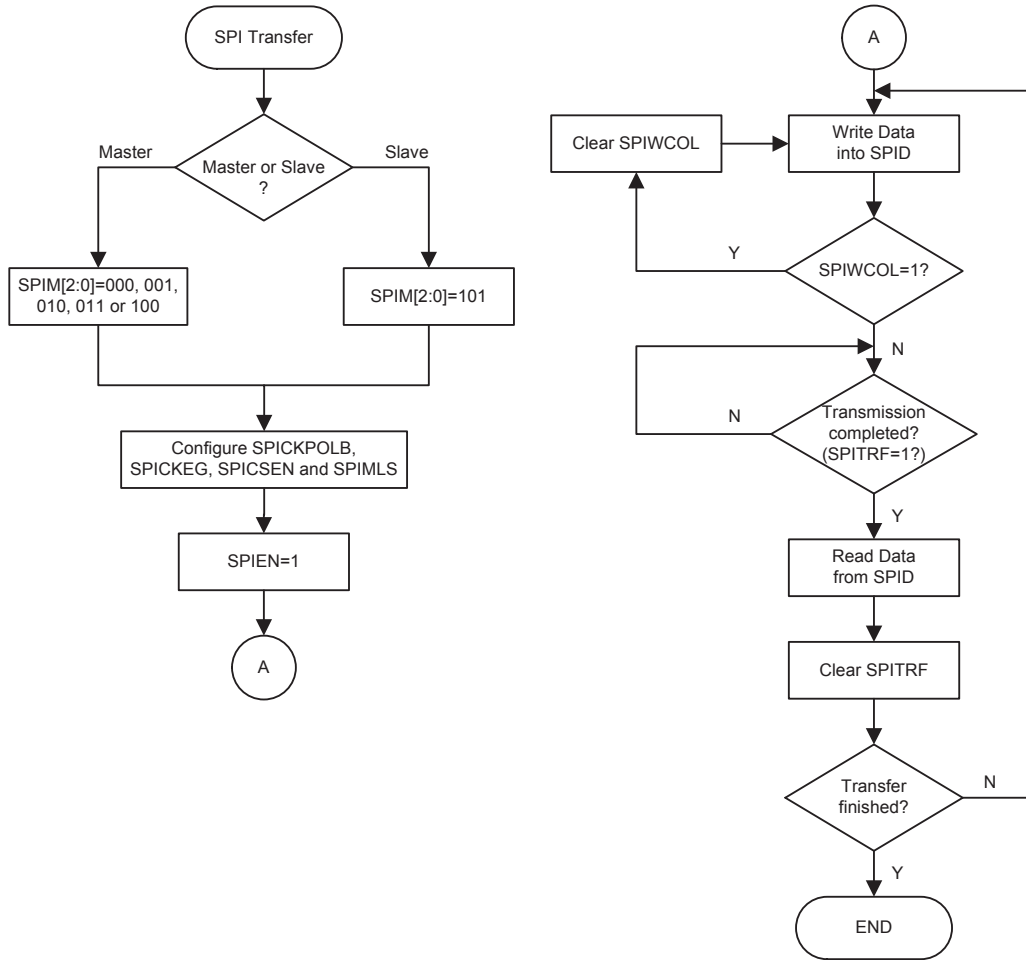 SPI Transfer
Master
Master or Slave
?
Slave
SPIM[2:0]=000, 001,
010, 011 or 100
SPIM[2:0]=101
Configure SPICKPOLB,
SPICKEG, SPICSEN and SPIMLS
SPIEN=1
A
A
Clear SPIWCOL
Write Data
into SPID
Y
SPIWCOL=1?
N
N
Transmission
completed?
(SPITRF=1?)
Y
Read Data
from SPID
Clear SPITRF
Transfer
finished?
N
Y
END